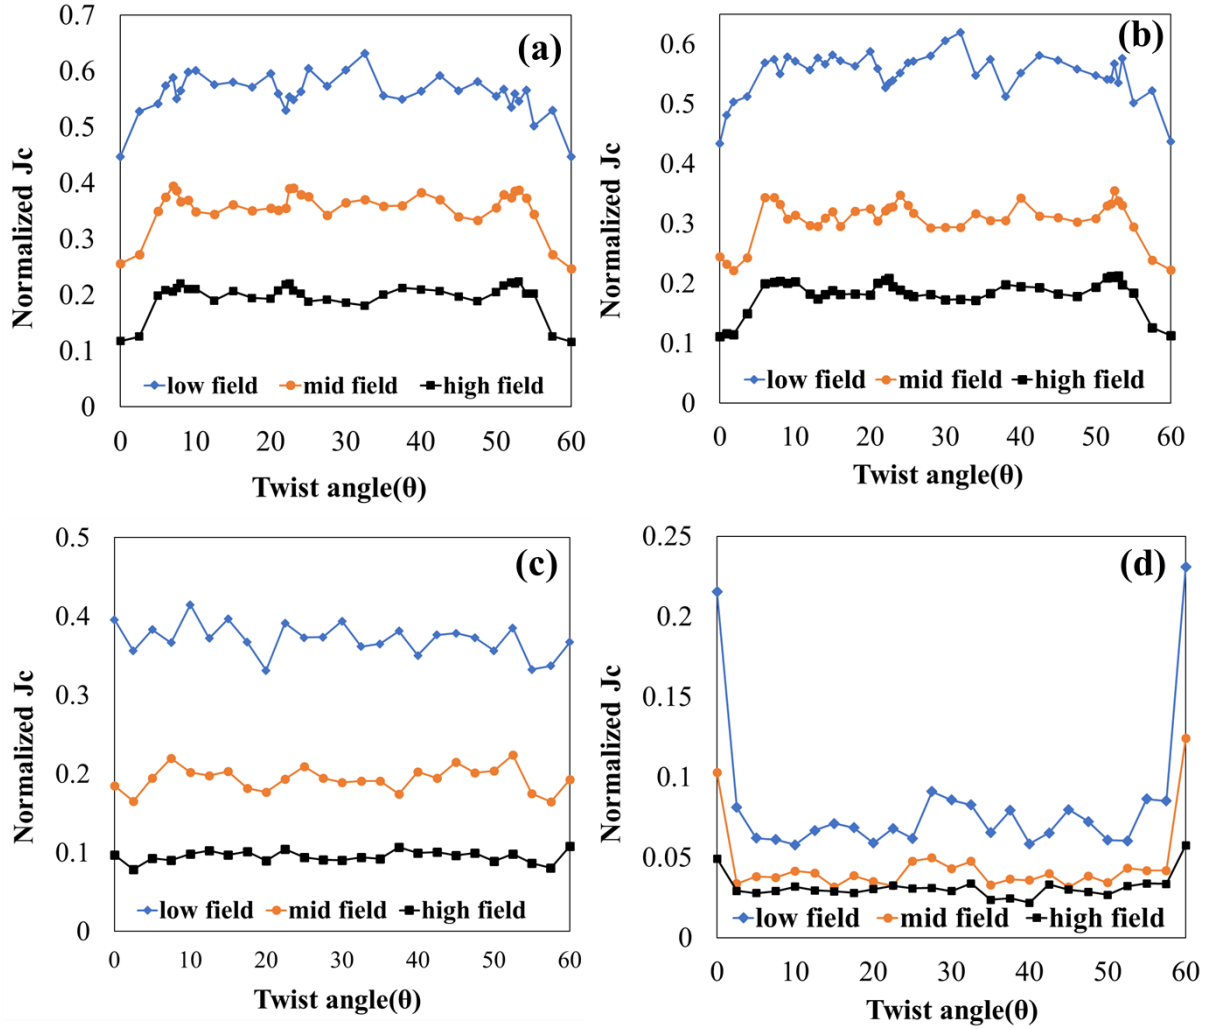 (a)
Normalized Jc
0.7
0.6
0.5
0.4
0.3
0.2
0.1
0
low field mid field high field
0 10 20 30 40 50 60
Twist angle(θ)
(b)
Normalized Jc
0.6
0.5
0.4
0.3
0.2
0.1
0
low field mid field high field
0 10 20 30 40 50 60
Twist angle(θ)
(c)
Normalized Jc
0.5
0.4
0.3
0.2
0.1
0
low field mid field high field
0 10 20 30 40 50 60
Twist angle(θ)
(d)
Normalized Jc
0.25
0.2
0.15
0.1
0.05
0
low field mid field high field
0 10 20 30 40 50 60
Twist angle(θ)